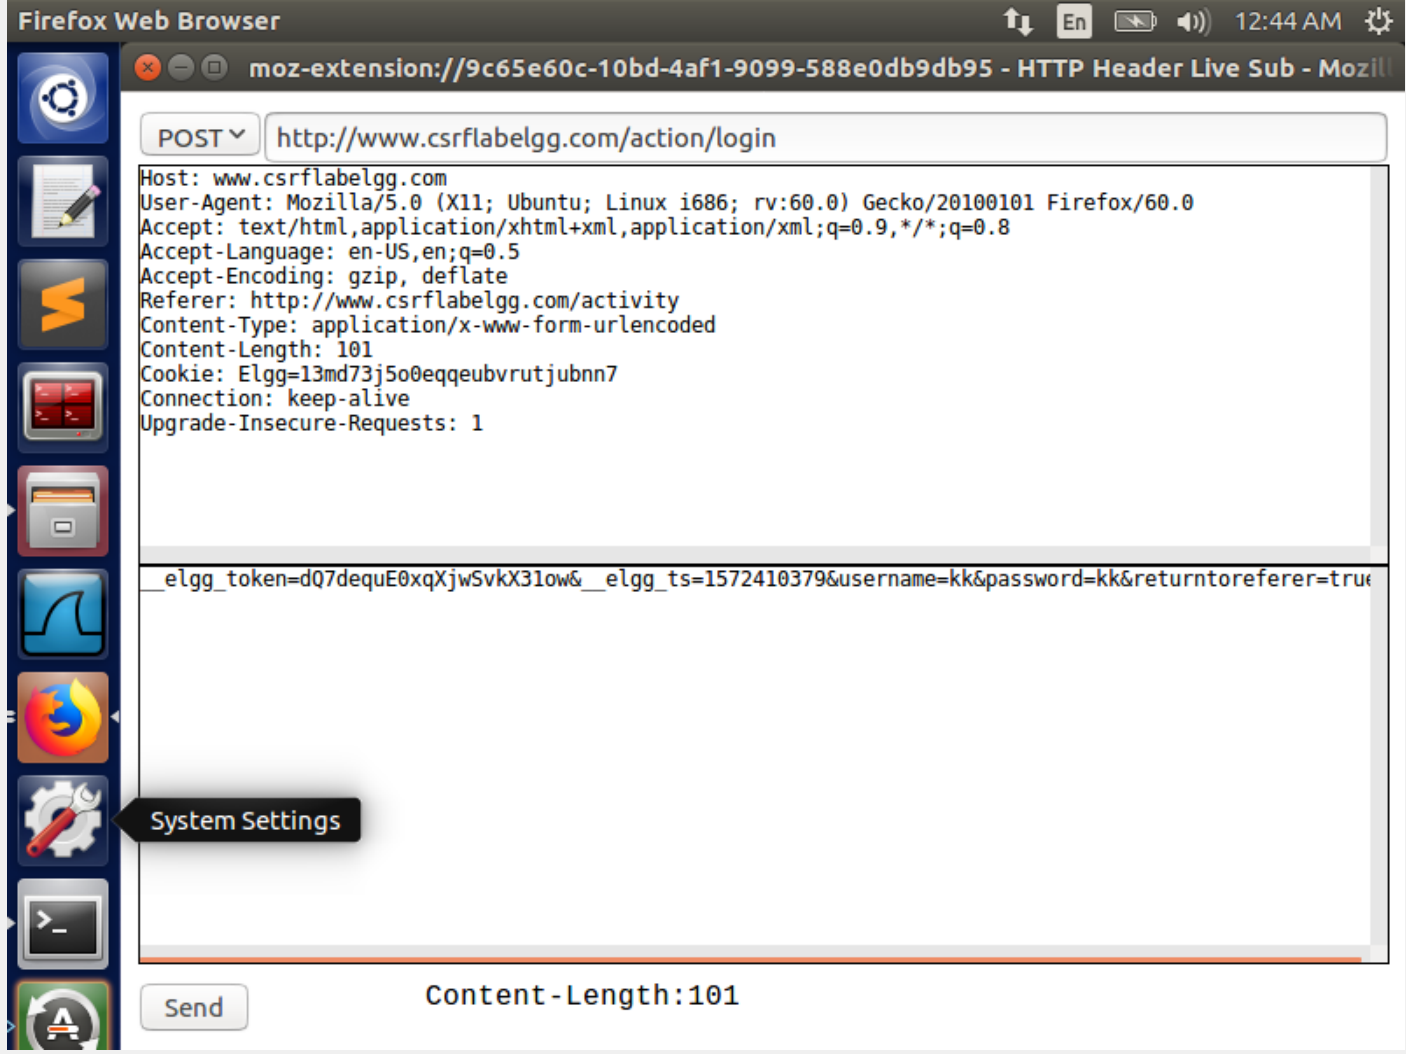 Firefox Web Browser
En
12:44 AM
moz-extension://9c65e60c-10bd-4af1-9099-588e0db9db95 - HTTP Header Live Sub - Mozill
POST
http://www.csrflabelgg.com/action/login
Host: www.csrflabelgg.com
User-Agent: Mozilla/5.0 (X11; Ubuntu; Linux i686; rv:60.0) Gecko/20100101 Firefox/60.0
Accept: text/html,application/xhtml+xml,application/xml;q=0.9,*/*;q=0.8
Accept-Language: en-US,en;q=0.5
Accept-Encoding: gzip, deflate
Referer: http://www.csrflabelgg.com/activity
Content-Type: application/x-www-form-urlencoded
Content-Length: 101
Cookie: Elgg=13md73j5o0eqqeubvrutjubnn7
Connection: keep-alive
Upgrade-Insecure-Requests: 1
__elgg_token=dQ7dequE0xqXjwSvkX31ow&__elgg_ts=1572410379&username=kk&password=kk&returntoreferer=true
System Settings
Send
Content-Length:101